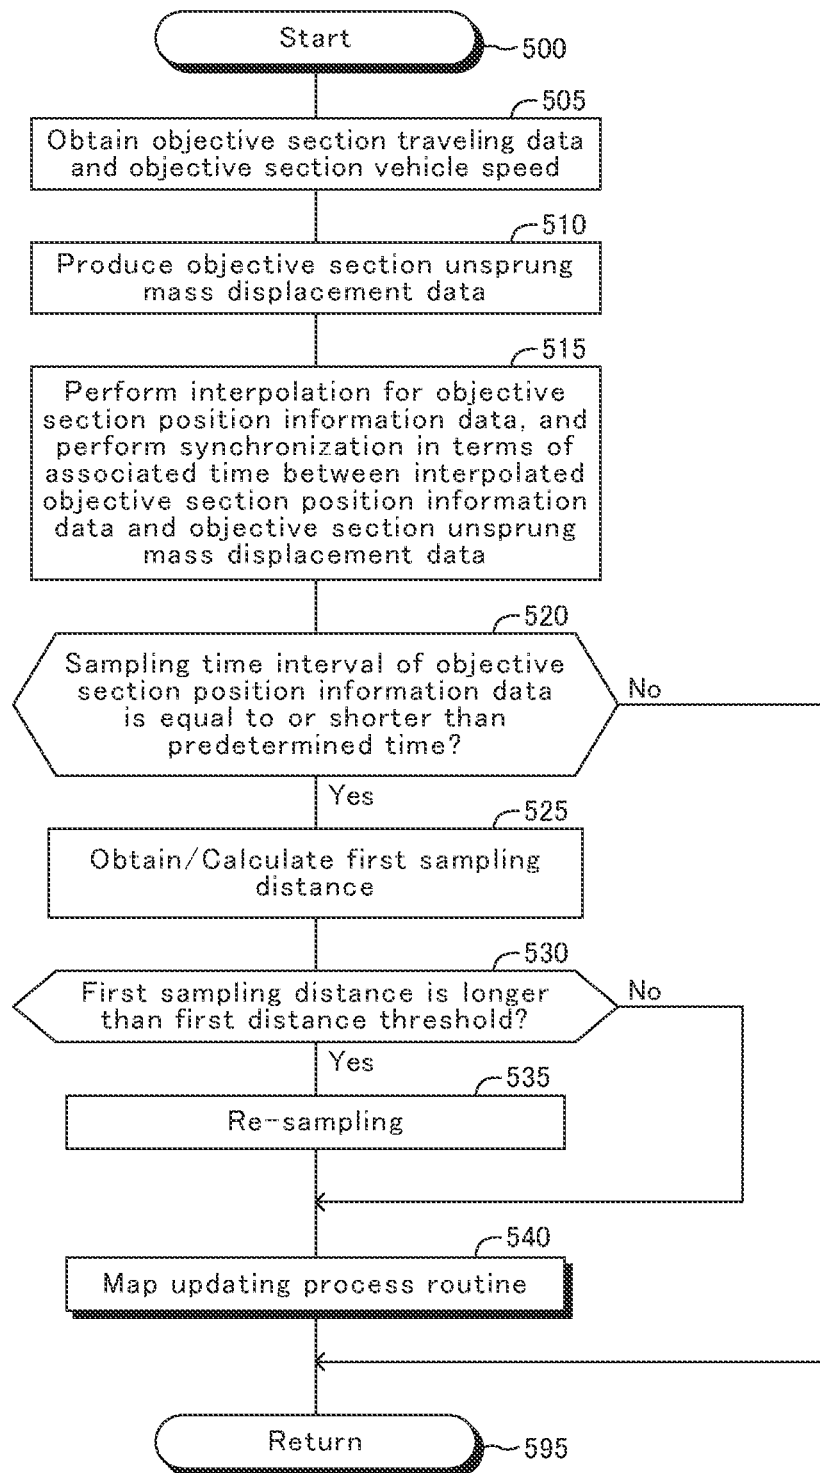 Start
500
505
Obtain objective section traveling data
and objective section vehicle speed
510
Produce objective section unsprung
mass displacement data
515
Perform interpolation for objective
section position information data, and
perform synchronization in terms of
associated time between interpolated
objective section position information
data and objective section unsprung
mass displacement data
520
Sampling time interval of objective
section position information data
is equal to or shorter than
predetermined time?
No
Yes
525
Obtain/Calculate first sampling
distance
530
First sampling distance is longer
than first distance threshold?
No
Yes
535
Re-sampling
540
Map updating process routine
Return
595